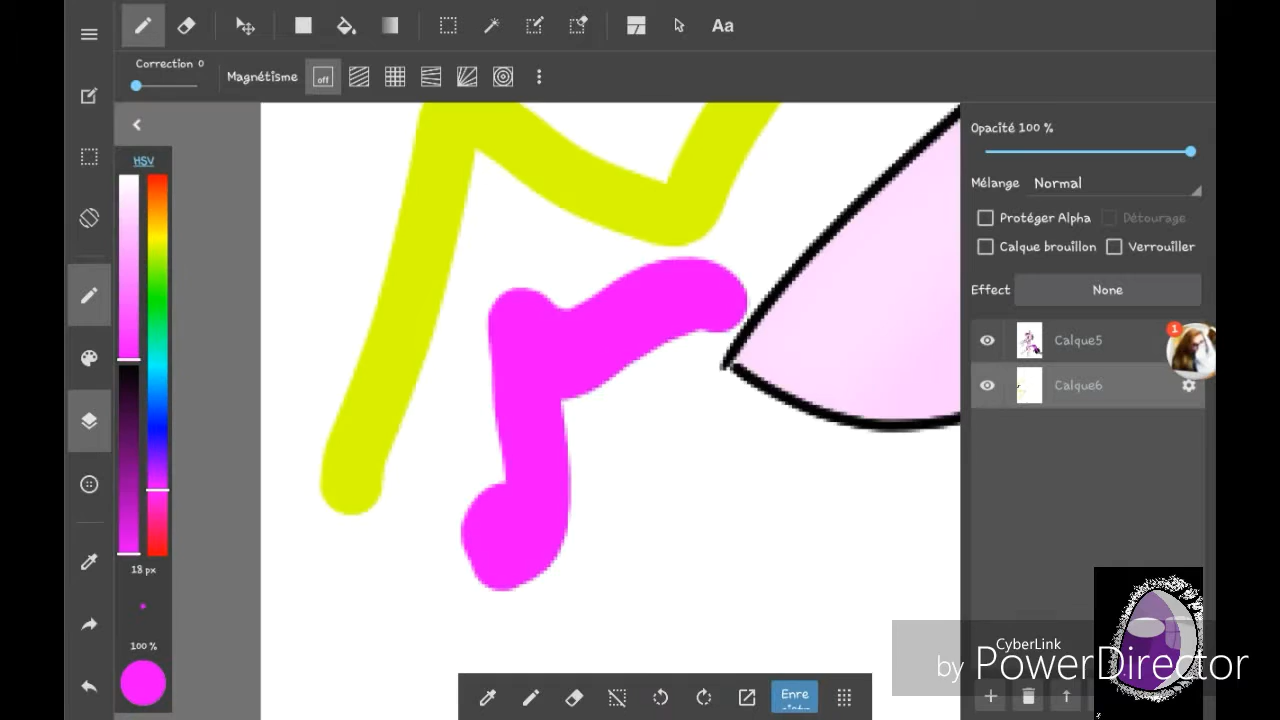 Aa
Correction 0
Magnétisme
off
HSV
Opacité 100 %
Mélange Normal
Protéger Alpha Détourage
Calque brouillon Verrouiller
Effect None
Calque5
1
Calque6
18 px
100 %
CyberLink
by PowerDirector
Enre